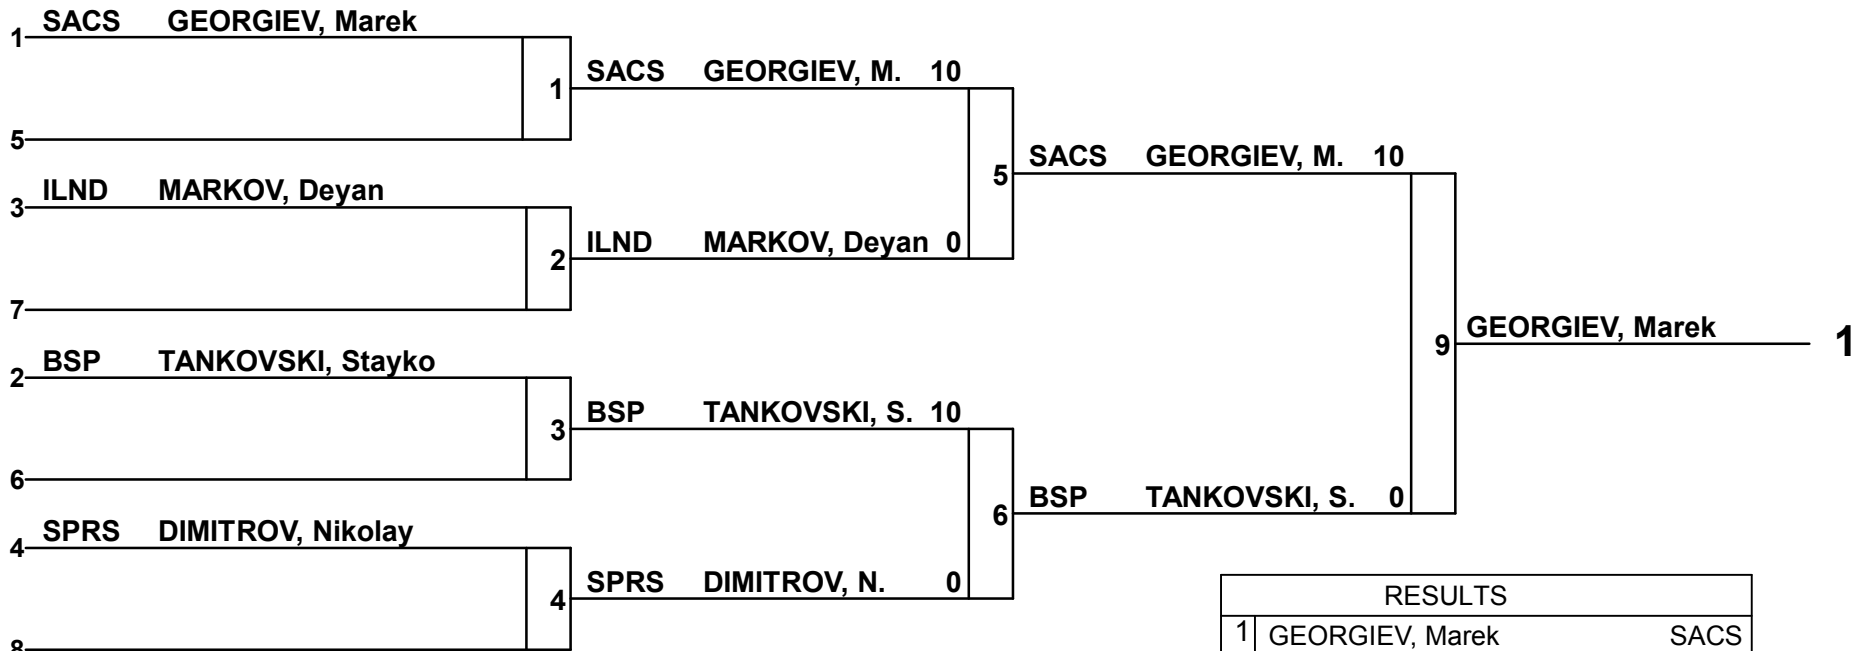 1 SACS GEORGIEV, Marek
1 SACS GEORGIEV, M. 10
5
5 SACS GEORGIEV, M. 10
3 ILND MARKOV, Deyan
2 ILND MARKOV, Deyan 0
7
9 GEORGIEV, Marek 1
2 BSP TANKOVSKI, Stayko
3 BSP TANKOVSKI, S. 10
6
6 BSP TANKOVSKI, S. 0
4 SPRS DIMITROV, Nikolay
4 SPRS DIMITROV, N. 0
8
RESULTS
1 GEORGIEV, Marek SACS